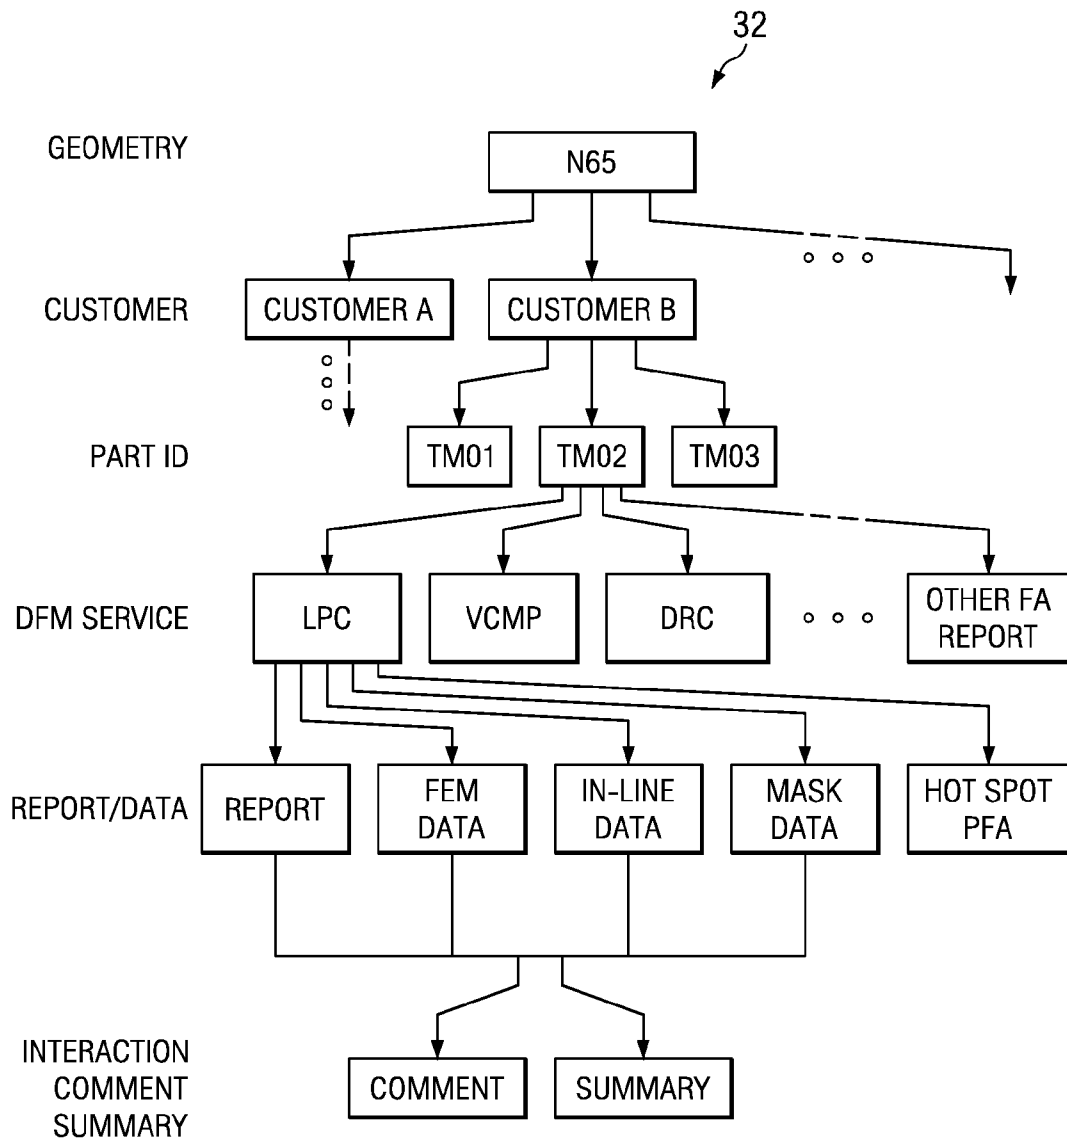 32
GEOMETRY
N65
CUSTOMER
CUSTOMER A
CUSTOMER B
PART ID
TM01
TM02
TM03
DFM SERVICE
LPC
VCMP
DRC
OTHER FA
REPORT
REPORT/DATA
REPORT
FEM
DATA
IN-LINE
DATA
MASK
DATA
HOT SPOT
PFA
INTERACTION
COMMENT
SUMMARY
COMMENT
SUMMARY